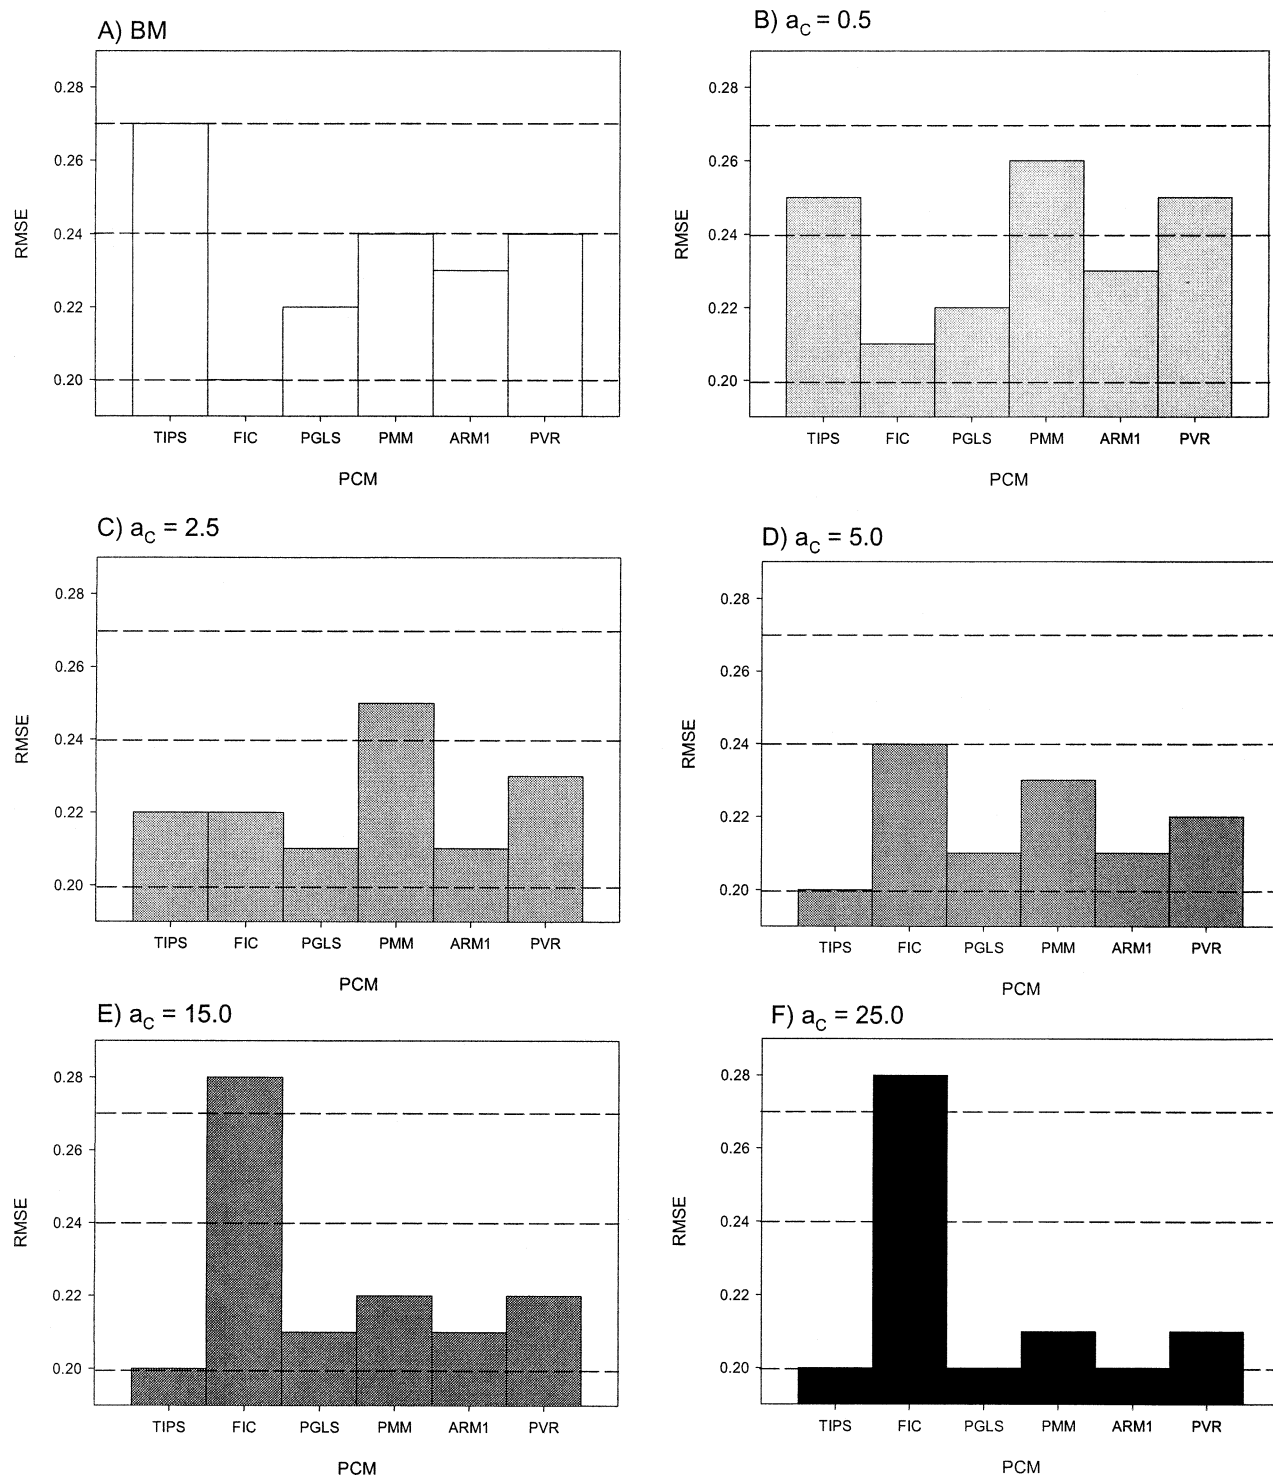 A) BM
0.28
0.26
0.24
0.22
0.20
RMSE
TIPS FIC PGLS PMM ARM1 PVR
PCM
B) aC = 0.5
0.28
0.26
0.24
0.22
0.20
RMSE
TIPS FIC PGLS PMM ARM1 PVR
PCM
C) aC = 2.5
0.28
0.26
0.24
0.22
0.20
RMSE
TIPS FIC PGLS PMM ARM1 PVR
PCM
D) aC = 5.0
0.28
0.26
0.24
0.22
0.20
RMSE
TIPS FIC PGLS PMM ARM1 PVR
PCM
E) aC = 15.0
0.28
0.26
0.24
0.22
0.20
RMSE
TIPS FIC PGLS PMM ARM1 PVR
PCM
F) aC = 25.0
0.28
0.26
0.24
0.22
0.20
RMSE
TIPS FIC PGLS PMM ARM1 PVR
PCM